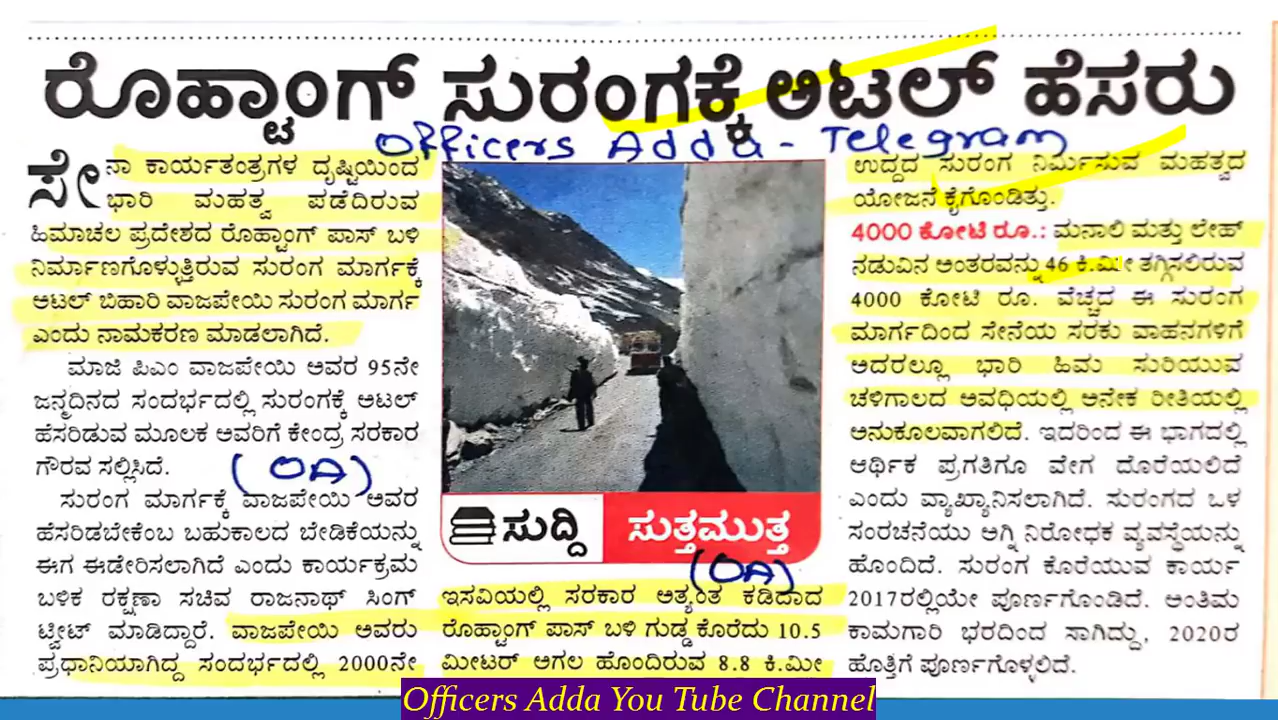 ರೊಹ್ಟಾಂಗ್ ಸುರಂಗಕ್ಕೆ ಅಟಲ್ ಹೆಸರು
Officers Adda - Telegram
ಸೇನಾ ಕಾರ್ಯತಂತ್ರಗಳ ದೃಷ್ಟಿಯಿಂದ
ಭಾರಿ ಮಹತ್ವ ಪಡೆದಿರುವ
ಹಿಮಾಚಲ ಪ್ರದೇಶದ ರೊಹ್ಟಾಂಗ್ ಪಾಸ್ ಬಳಿ
ನಿರ್ಮಾಣಗೊಳ್ಳುತ್ತಿರುವ ಸುರಂಗ ಮಾರ್ಗಕ್ಕೆ
ಅಟಲ್ ಬಿಹಾರಿ ವಾಜಪೇಯಿ ಸುರಂಗ ಮಾರ್ಗ
ಎಂದು ನಾಮಕರಣ ಮಾಡಲಾಗಿದೆ.
ಮಾಜಿ ಪಿಎಂ ವಾಜಪೇಯಿ ಅವರ 95ನೇ
ಜನ್ಮದಿನದ ಸಂದರ್ಭದಲ್ಲಿ ಸುರಂಗಕ್ಕೆ ಅಟಲ್
ಹೆಸರಿಡುವ ಮೂಲಕ ಅವರಿಗೆ ಕೇಂದ್ರ ಸರಕಾರ
ಗೌರವ ಸಲ್ಲಿಸಿದೆ.
(OA)
ಸುರಂಗ ಮಾರ್ಗಕ್ಕೆ ವಾಜಪೇಯಿ ಅವರ
ಹೆಸರಿಡಬೇಕೆಂಬ ಬಹುಕಾಲದ ಬೇಡಿಕೆಯನ್ನು
ಈಗ ಈಡೇರಿಸಲಾಗಿದೆ ಎಂದು ಕಾರ್ಯಕ್ರಮ
ಬಳಿಕ ರಕ್ಷಣಾ ಸಚಿವ ರಾಜನಾಥ್ ಸಿಂಗ್
ಟ್ವೀಟ್ ಮಾಡಿದ್ದಾರೆ. ವಾಜಪೇಯಿ ಅವರು
ಪ್ರಧಾನಿಯಾಗಿದ್ದ ಸಂದರ್ಭದಲ್ಲಿ 2000ನೇ
ಸುದ್ದಿ ಸುತ್ತಮುತ್ತ
(OA)
ಇಸವಿಯಲ್ಲಿ ಸರಕಾರ ಅತ್ಯಂತ ಕಡಿದಾದ
ರೊಹ್ಟಾಂಗ್ ಪಾಸ್ ಬಳಿ ಗುಡ್ಡ ಕೊರೆದು 10.5
ಮೀಟರ್ ಅಗಲ ಹೊಂದಿರುವ 8.8 ಕಿ.ಮೀ
ಉದ್ದದ ಸುರಂಗ ನಿರ್ಮಿಸುವ ಮಹತ್ವದ
ಯೋಜನೆ ಕೈಗೊಂಡಿತ್ತು.
4000 ಕೋಟಿ ರೂ.: ಮನಾಲಿ ಮತ್ತು ಲೇಹ್
ನಡುವಿನ ಅಂತರವನ್ನು 46 ಕಿ.ಮೀ ತಗ್ಗಿಸಲಿರುವ
4000 ಕೋಟಿ ರೂ. ವೆಚ್ಚದ ಈ ಸುರಂಗ
ಮಾರ್ಗದಿಂದ ಸೇನೆಯ ಸರಕು ವಾಹನಗಳಿಗೆ
ಅದರಲ್ಲೂ ಭಾರಿ ಹಿಮ ಸುರಿಯುವ
ಚಳಿಗಾಲದ ಅವಧಿಯಲ್ಲಿ ಅನೇಕ ರೀತಿಯಲ್ಲಿ
ಅನುಕೂಲವಾಗಲಿದೆ. ಇದರಿಂದ ಈ ಭಾಗದಲ್ಲಿ
ಆರ್ಥಿಕ ಪ್ರಗತಿಗೂ ವೇಗ ದೊರೆಯಲಿದೆ
ಎಂದು ವ್ಯಾಖ್ಯಾನಿಸಲಾಗಿದೆ. ಸುರಂಗದ ಒಳ
ಸಂರಚನೆಯು ಅಗ್ನಿ ನಿರೋಧಕ ವ್ಯವಸ್ಥೆಯನ್ನು
ಹೊಂದಿದೆ. ಸುರಂಗ ಕೊರೆಯುವ ಕಾರ್ಯ
2017ರಲ್ಲಿಯೇ ಪೂರ್ಣಗೊಂಡಿದೆ. ಅಂತಿಮ
ಕಾಮಗಾರಿ ಭರದಿಂದ ಸಾಗಿದ್ದು, 2020ರ
ಹೊತ್ತಿಗೆ ಪೂರ್ಣಗೊಳ್ಳಲಿದೆ.
Officers Adda You Tube Channel